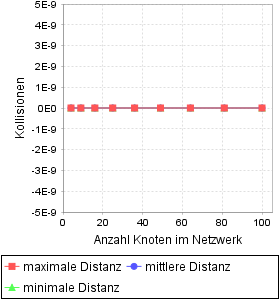 5E-9
4E-9
3E-9
2E-9
1E-9
0E0
-1E-9
-2E-9
-3E-9
-4E-9
-5E-9
Kollisionen
0 20 40 60 80 100
Anzahl Knoten im Netzwerk
maximale Distanz mittlere Distanz
minimale Distanz